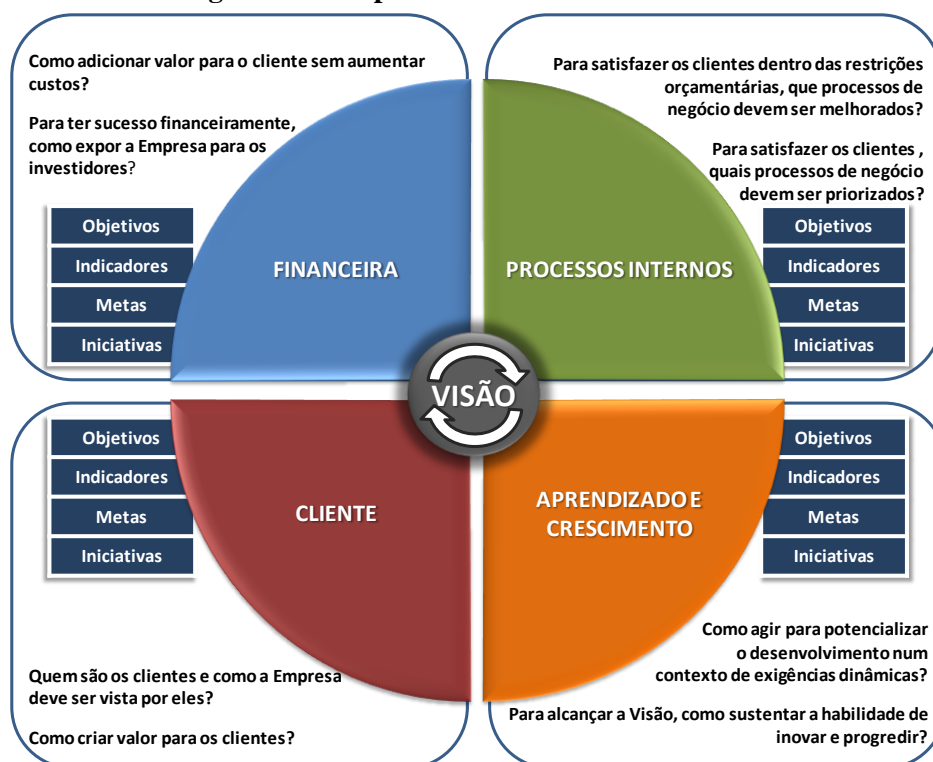 Como adicionar valor para o cliente sem aumentar
custos?
Para ter sucesso financeiramente,
como expor a Empresa para os
investidores?
Objetivos
Indicadores
Metas
Iniciativas
FINANCEIRA
Para satisfazer os clientes dentro das restrições
orçamentárias, que processos de
negócio devem ser melhorados?
Para satisfazer os clientes ,
quais processos de negócio
devem ser priorizados?
PROCESSOS INTERNOS
Objetivos
Indicadores
Metas
Iniciativas
VISÃO
Objetivos
Indicadores
Metas
Iniciativas
CLIENTE
Quem são os clientes e como a Empresa
deve ser vista por eles?
Como criar valor para os clientes?
APRENDIZADO E
CRESCIMENTO
Objetivos
Indicadores
Metas
Iniciativas
Como agir para potencializar
o desenvolvimento num
contexto de exigências dinâmicas?
Para alcançar a Visão, como sustentar a habilidade de
inovar e progredir?